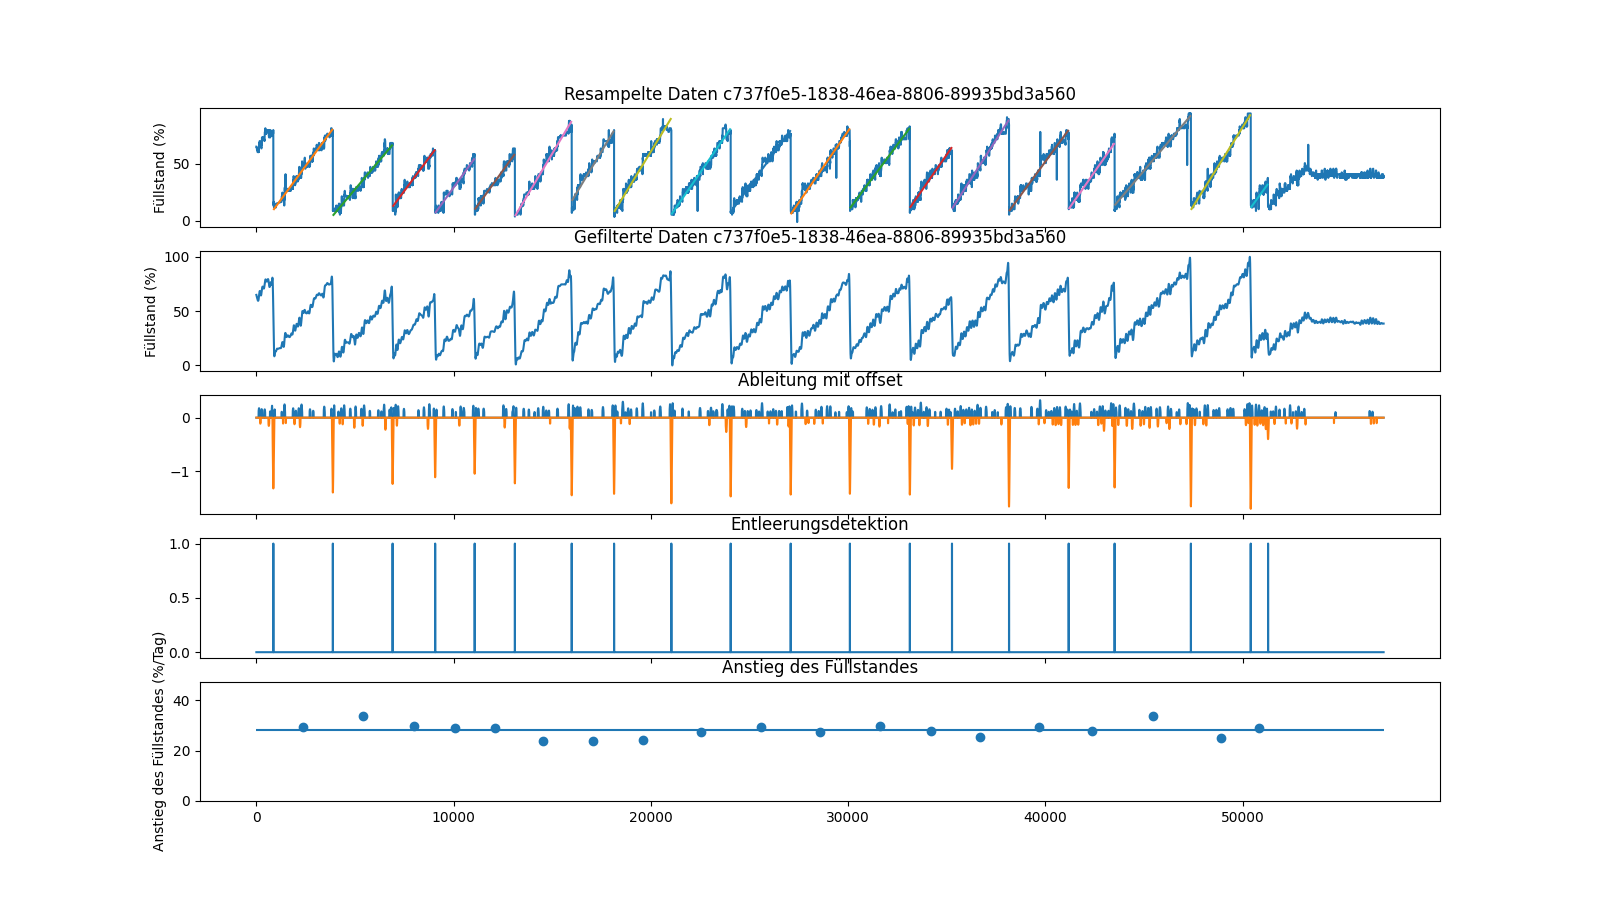 Resampelte Daten c737f0e5-1838-46ea-8806-89935bd3a560
Füllstand (%)
50
0
Gefilterte Daten c737f0e5-1838-46ea-8806-89935bd3a560
Füllstand (%)
100
50
0
Ableitung mit offset
0
−1
Entleerungsdetektion
1.0
0.5
0.0
Anstieg des Füllstandes
Anstieg des Füllstandes (%/Tag)
40
20
0
0 10000 20000 30000 40000 50000